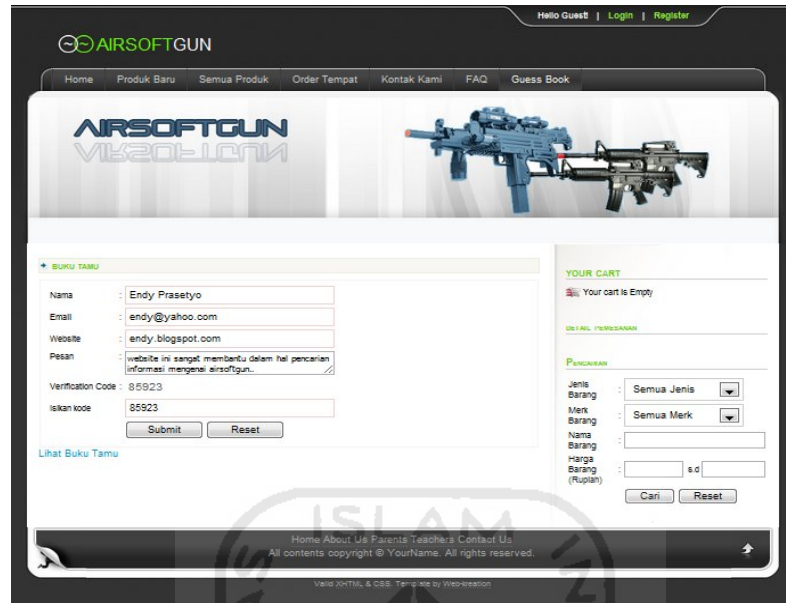 Hello Guest! | Login | Register
AIRSOFTGUN
Home Produk Baru Semua Produk Order Tempat Kontak Kami FAQ Guess Book
AIRSOFTGUN
BUKU TAMU
Nama : Endy Prasetyo
Email : endy@yahoo.com
Website : endy.blogspot.com
Pesan : website ini sangat membantu dalam hal pencarian
informasi mengenai airsoftgun..
Verification Code : 85923
Isikan kode 85923
Submit Reset
Lihat Buku Tamu
YOUR CART
Your cart is Empty
DETAIL PEMESANAN
PENCARIAN
Jenis
Barang : Semua Jenis
Merk
Barang : Semua Merk
Nama
Barang :
Harga
Barang : s.d
(Rupiah)
Cari Reset
ISLAM IN
Home About Us Parents Teachers Contact Us
All contents copyright © YourName. All rights reserved.
Valid XHTML & CSS. Template by Web-kreation